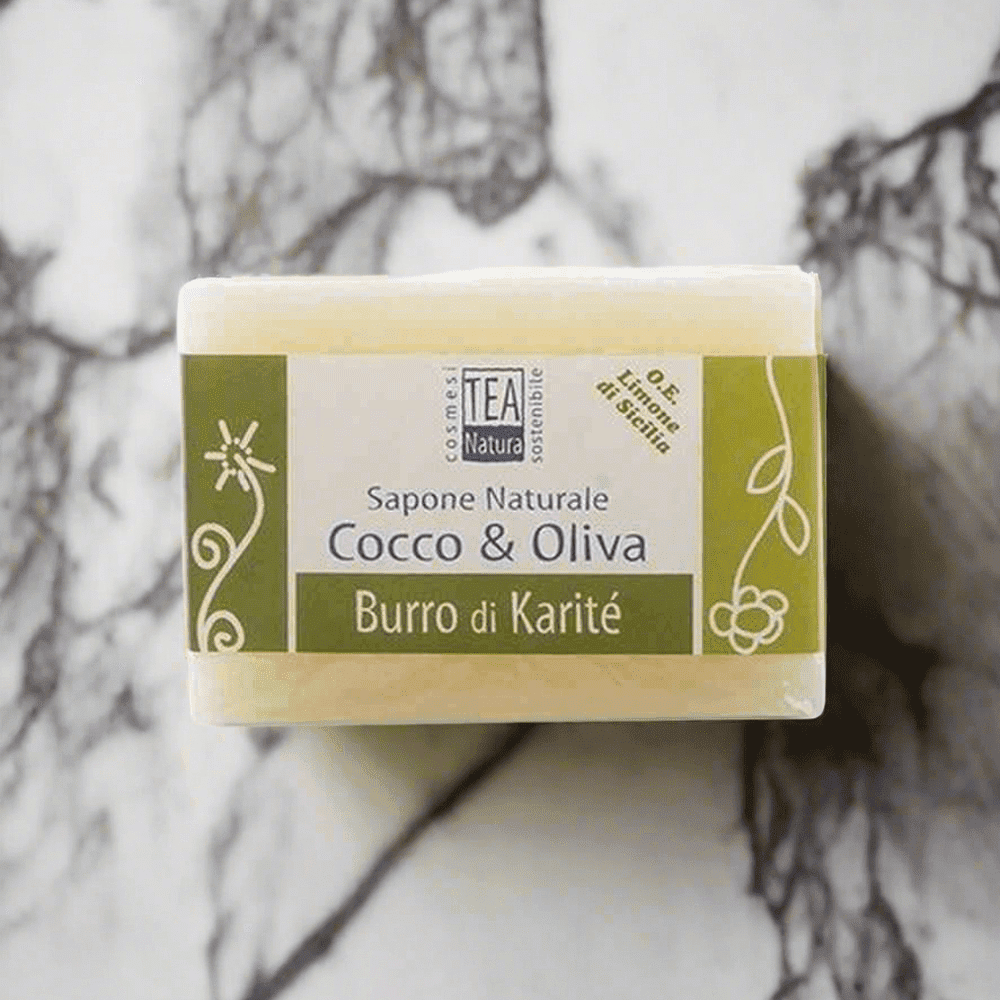 cosmesi
TEA
Natura
sostenibile
O.E.
Limone
di Sicilia
Sapone Naturale
Cocco & Oliva
Burro di Karité